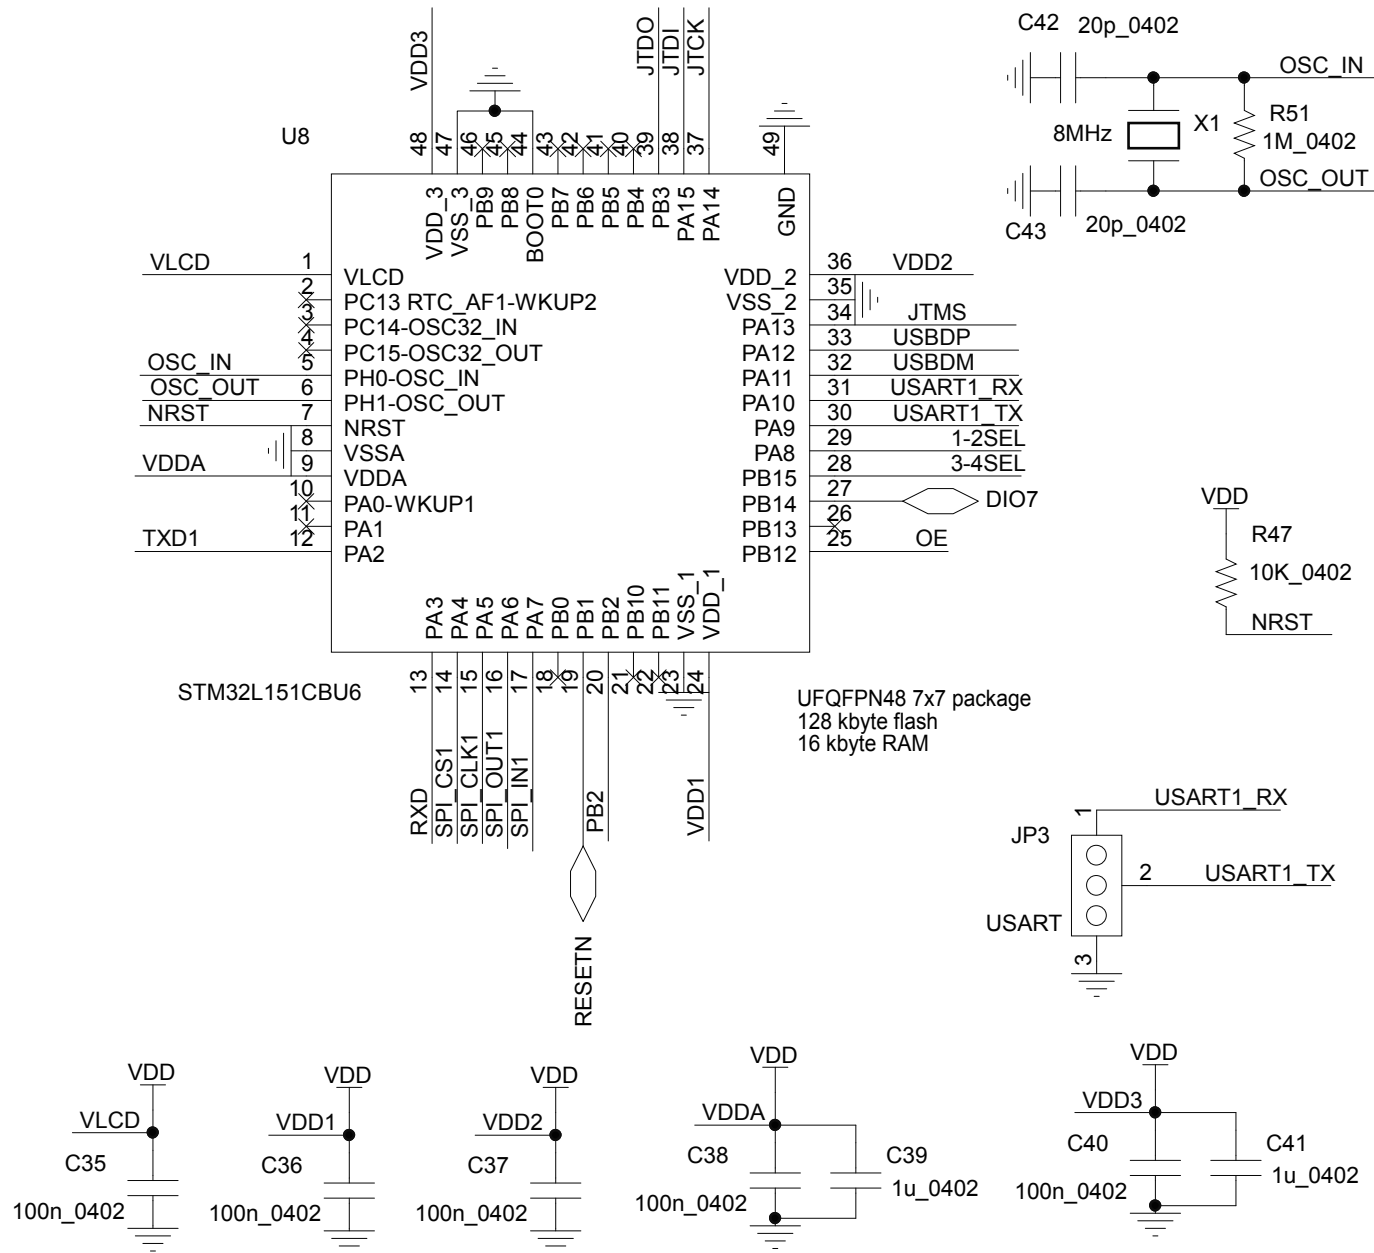 VDD3
JTDO
JTDI
JTCK
C42
20p_0402
OSC_IN
R51
1M_0402
8MHz
X1
OSC_OUT
C43
20p_0402
U8
48
47
46
45
44
43
42
41
40
39
38
37
49
VDD_3
VSS_3
PB9
PB8
BOOT0
PB7
PB6
PB5
PB4
PB3
PA15
PA14
GND
VLCD 1 VLCD
2 PC13 RTC_AF1-WKUP2
3 PC14-OSC32_IN
4 PC15-OSC32_OUT
OSC_IN 5 PH0-OSC_IN
OSC_OUT 6 PH1-OSC_OUT
NRST 7 NRST
8 VSSA
VDDA 9 VDDA
10 PA0-WKUP1
11 PA1
TXD1 12 PA2
VDD_2 36 VDD2
VSS_2 35
PA13 34 JTMS
PA12 33 USBDP
PA11 32 USBDM
PA10 31 USART1_RX
PA9 30 USART1_TX
PA8 29 1-2SEL
PB15 28 3-4SEL
PB14 27 DIO7
PB13 26
PB12 25 OE
PA3
PA4
PA5
PA6
PA7
PB0
PB1
PB2
PB10
PB11
VSS_1
VDD_1
13
14
15
16
17
18
19
20
21
22
23
24
STM32L151CBU6
UFQFPN48 7x7 package
128 kbyte flash
16 kbyte RAM
RXD
SPI_CS1
SPI_CLK1
SPI_OUT1
SPI_IN1
RESETN
PB2
VDD1
VDD
R47
10K_0402
NRST
JP3
USART
1
USART1_RX
2
USART1_TX
3
VDD
VLCD
C35
100n_0402
VDD
VDD1
C36
100n_0402
VDD
VDD2
C37
100n_0402
VDD
VDDA
C38
100n_0402
C39
1u_0402
VDD
VDD3
C40
100n_0402
C41
1u_0402